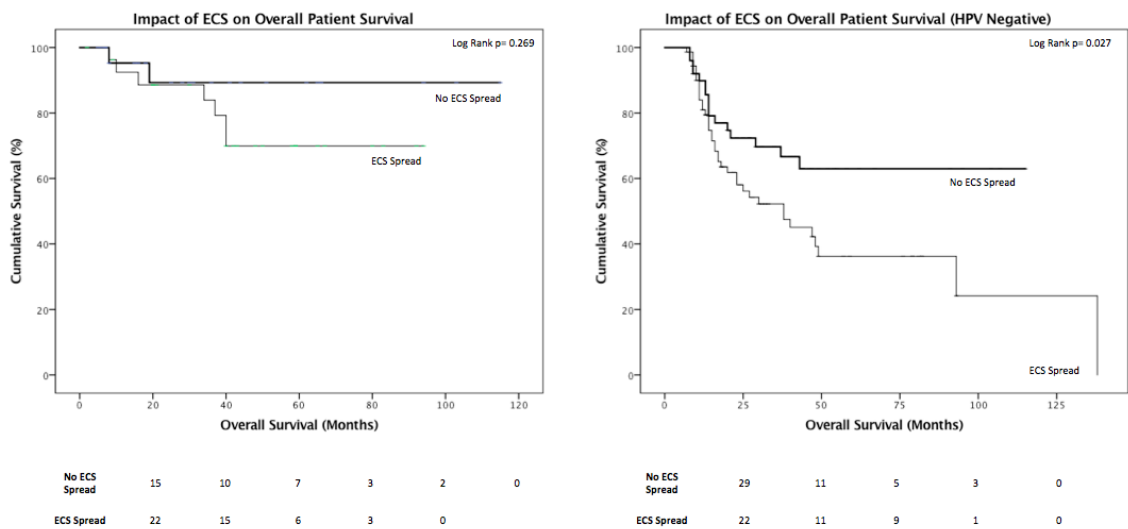 Impact of ECS on Overall Patient Survival
Log Rank p= 0.269
100
80
60
40
20
0
Cumulative Survival (%)
No ECS Spread
ECS Spread
0 20 40 60 80 100 120
Overall Survival (Months)
No ECS
Spread
15 10 7 3 2 0
ECS Spread 22 15 6 3 0
Impact of ECS on Overall Patient Survival (HPV Negative)
Log Rank p= 0.027
100
80
60
40
20
0
Cumulative Survival (%)
No ECS Spread
ECS Spread
0 25 50 75 100 125
Overall Survival (Months)
No ECS
Spread
29 11 5 3 0
ECS Spread 22 11 9 1 0